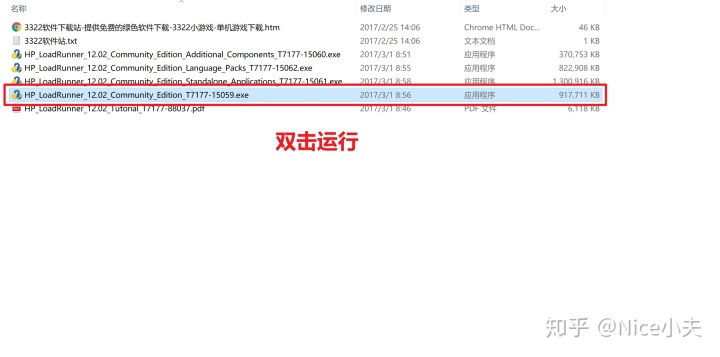 名称 修改日期 类型 大小
3322软件下载站-提供免费的绿色软件下载-3322小游戏-单机游戏下载.htm 2017/2/25 14:06 Chrome HTML Doc... 46 KB
3322软件站.txt 2017/2/25 14:06 文本文档 1 KB
HP_LoadRunner_12.02_Community_Edition_Additional_Components_T7177-15060.exe 2017/3/1 8:51 应用程序 370,753 KB
HP_LoadRunner_12.02_Community_Edition_Language_Packs_T7177-15062.exe 2017/3/1 8:55 应用程序 822,908 KB
HP_LoadRunner_12.02_Community_Edition_Standalone_Applications_T7177-15061.exe 2017/3/1 8:58 应用程序 1,300,916 KB
HP_LoadRunner_12.02_Community_Edition_T7177-15059.exe 2017/3/1 8:56 应用程序 917,711 KB
HP_LoadRunner_12.02_Tutorial_T7177-88037.pdf 2017/3/1 8:46 PDF 文件 6,118 KB
双击运行
知乎 @Nice小夫